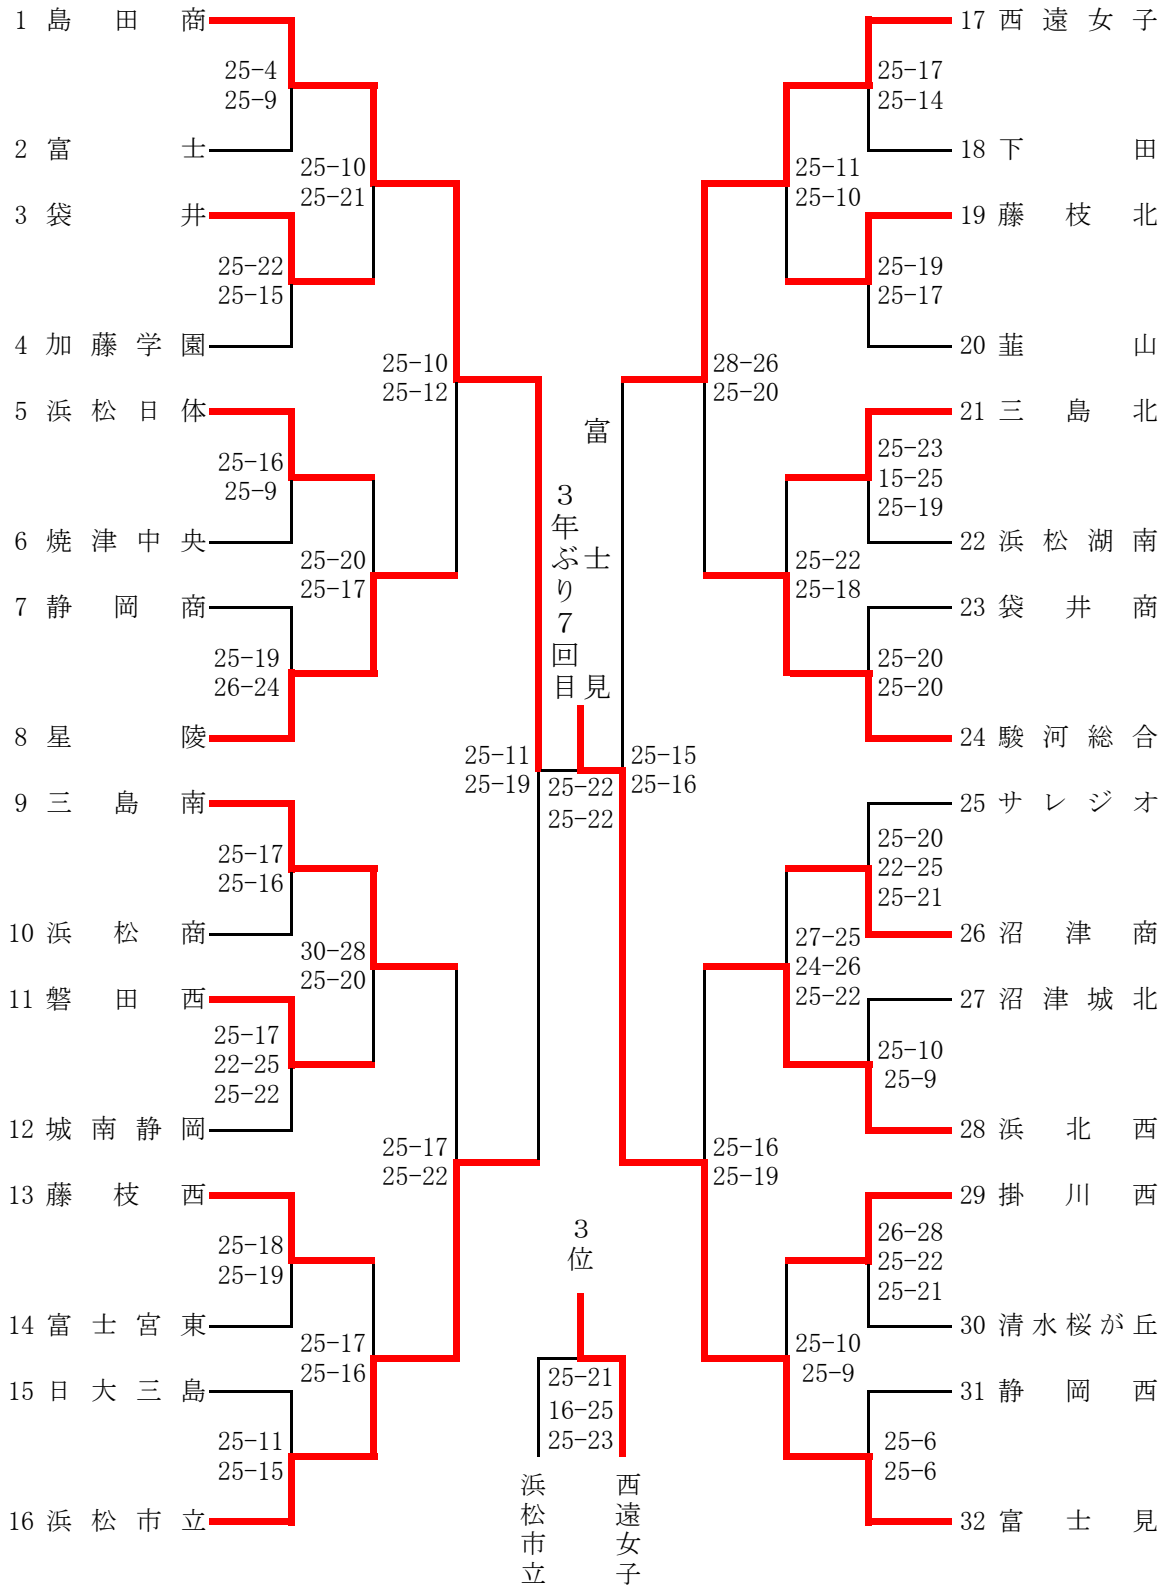 1 島田商
25-4
25-9
2 富士
25-10
25-21
3 袋井
25-22
25-15
4 加藤学園
25-10
25-12
5 浜松日体
25-16
25-9
6 焼津中央
25-20
25-17
7 静岡商
25-19
26-24
8 星陵
25-11
25-19
9 三島南
25-17
25-16
10 浜松商
30-28
25-20
11 磐田西
25-17
22-25
25-22
12 城南静岡
25-17
25-22
13 藤枝西
25-18
25-19
14 富士宮東
25-17
25-16
15 日大三島
25-11
25-15
16 浜松市立
富士見
3年ぶり7回目
25-22
25-22
3位
25-21
16-25
25-23
浜松市立
西遠女子
17 西遠女子
25-17
25-14
18 下田
25-11
25-10
19 藤枝北
25-19
25-17
20 韮山
28-26
25-20
21 三島北
25-23
15-25
25-19
22 浜松湖南
25-22
25-18
23 袋井商
25-20
25-20
24 駿河総合
25-15
25-16
25 サレジオ
25-20
22-25
25-21
26 沼津商
27-25
24-26
25-22
27 沼津城北
25-10
25-9
28 浜北西
25-16
25-19
29 掛川西
26-28
25-22
25-21
30 清水桜が丘
25-10
25-9
31 静岡西
25-6
25-6
32 富士見